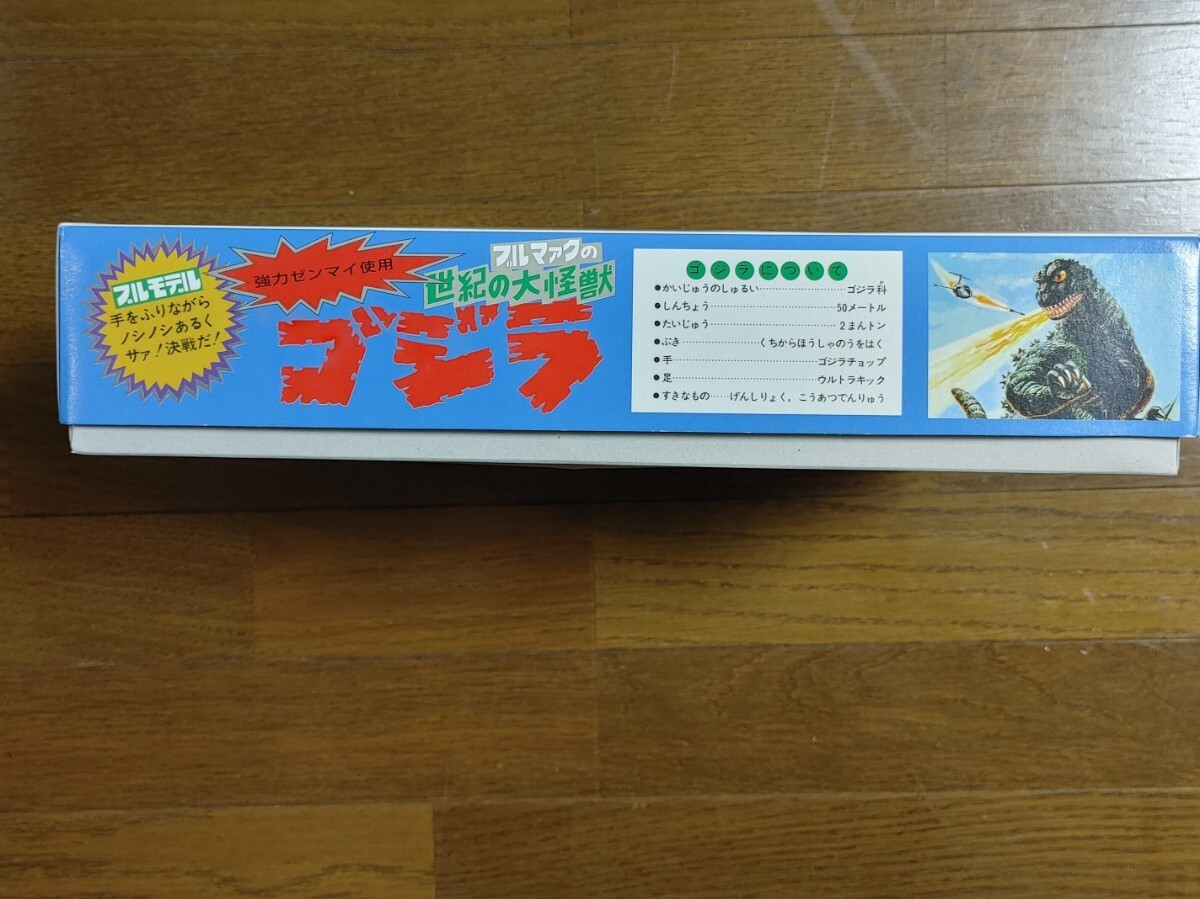 ブルモデル
手をふりながら
ノシノシあるく
サァ！決戦だ！
強力ゼンマイ使用
ブルマァクの
世紀の大怪獣
ゴジラ
ゴジラについて
●かいじゅうのしゅるい……………ゴジラ科
●しんちょう……………50メートル
●たいじゅう……………2まんトン
●ぶき……………くちからほうしゃのうをはく
●手……………ゴジラチョップ
●足……………ウルトラキック
●すきなもの……げんしりょく，こうあつでんりゅう